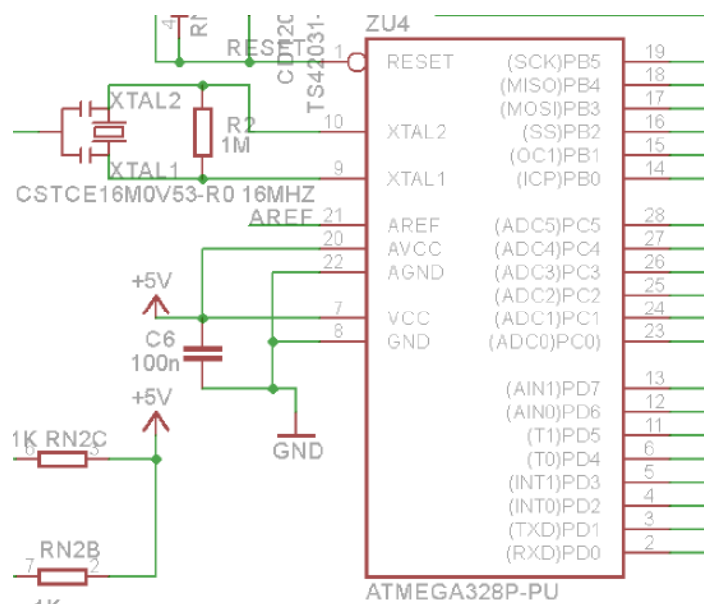 ZU4
4
RN
RESET
1
CD120
TS42031-
RESET
(SCK)PB5
19
(MISO)PB4
18
(MOSI)PB3
17
XTAL2
R2
1M
10
XTAL2
(SS)PB2
16
(OC1)PB1
15
XTAL1
9
XTAL1
(ICP)PB0
14
CSTCE16M0V53-R0 16MHZ
AREF
21
AREF
(ADC5)PC5
28
20
AVCC
(ADC4)PC4
27
22
AGND
(ADC3)PC3
26
+5V
(ADC2)PC2
25
7
VCC
(ADC1)PC1
24
C6
100n
8
GND
(ADC0)PC0)
23
+5V
(AIN1)PD7
13
(AIN0)PD6
12
1K RN2C
6
3
GND
(T1)PD5
11
(T0)PD4
6
(INT1)PD3
5
(INT0)PD2
4
(TXD)PD1
3
RN2B
7
2
(RXD)PD0
2
ATMEGA328P-PU
1K